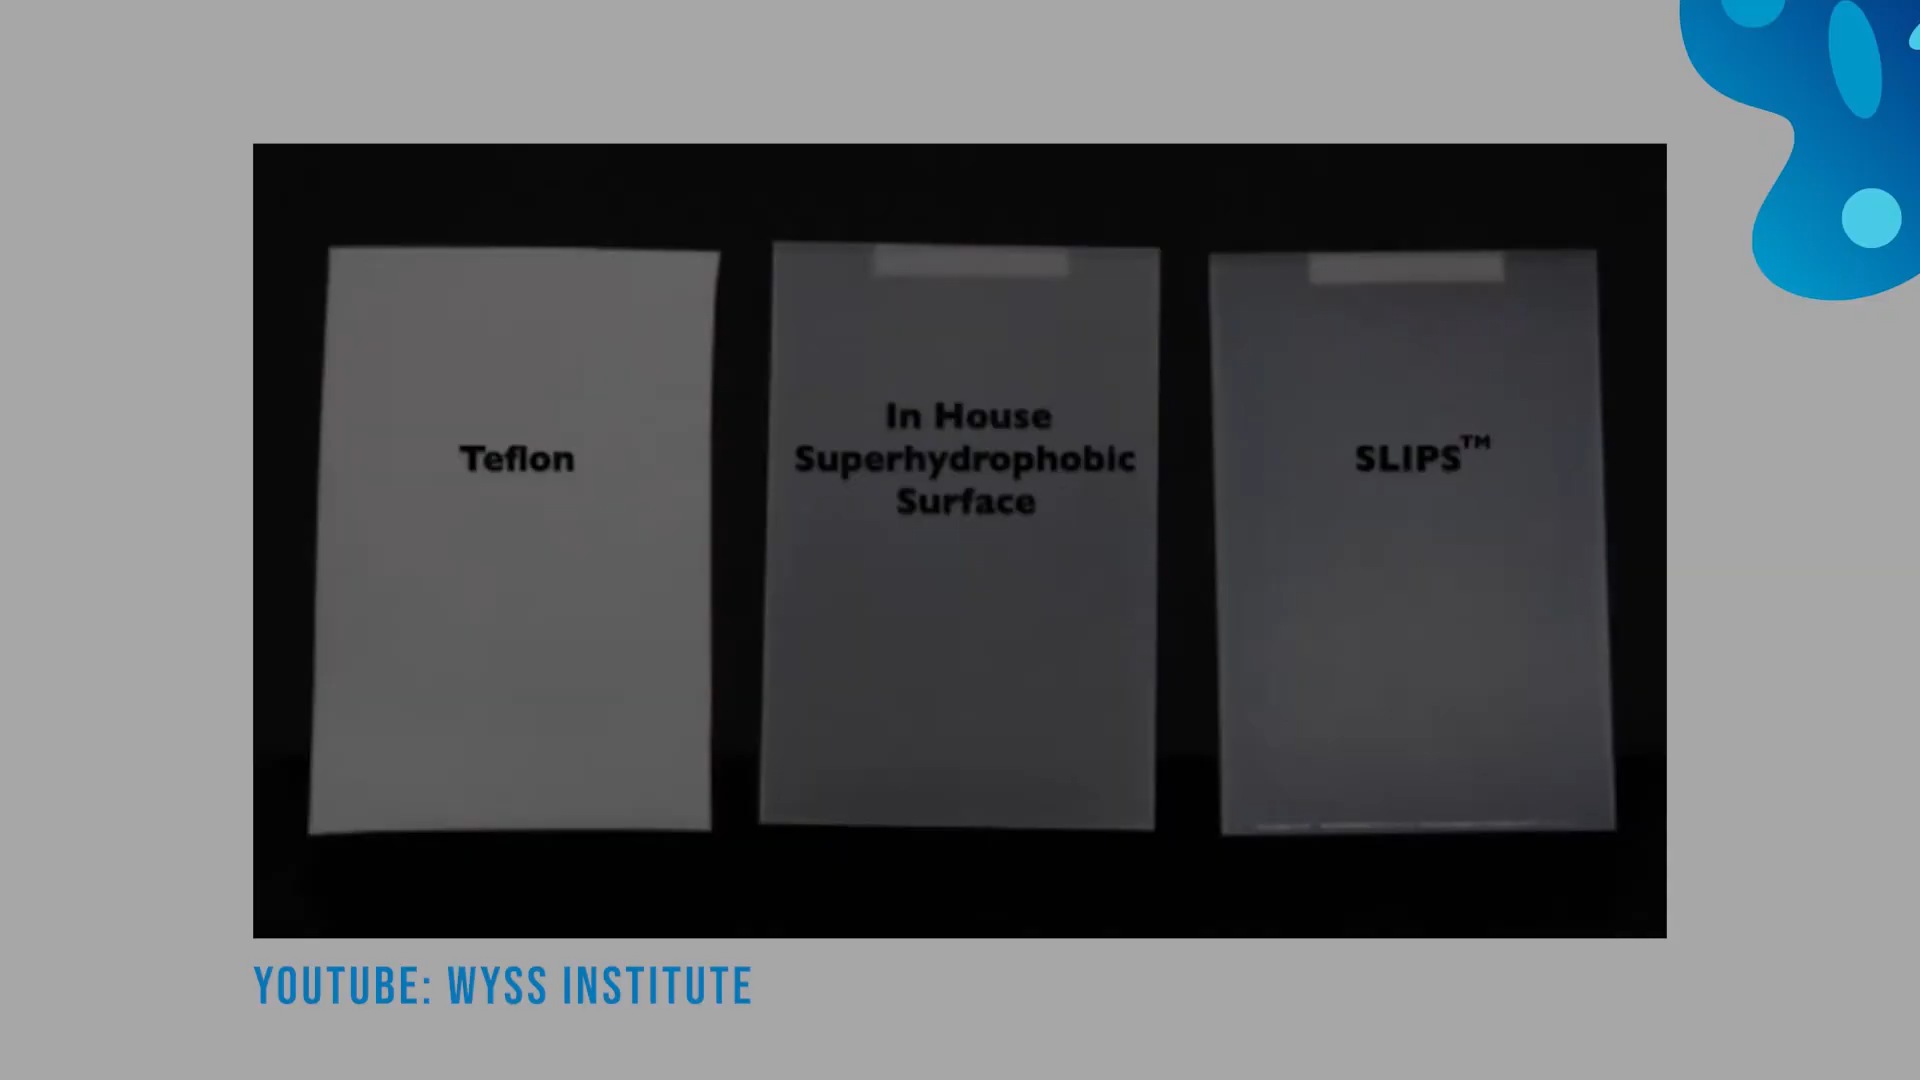 Teflon
In House
Superhydrophobic
Surface
SLIPS™
YOUTUBE: WYSS INSTITUTE